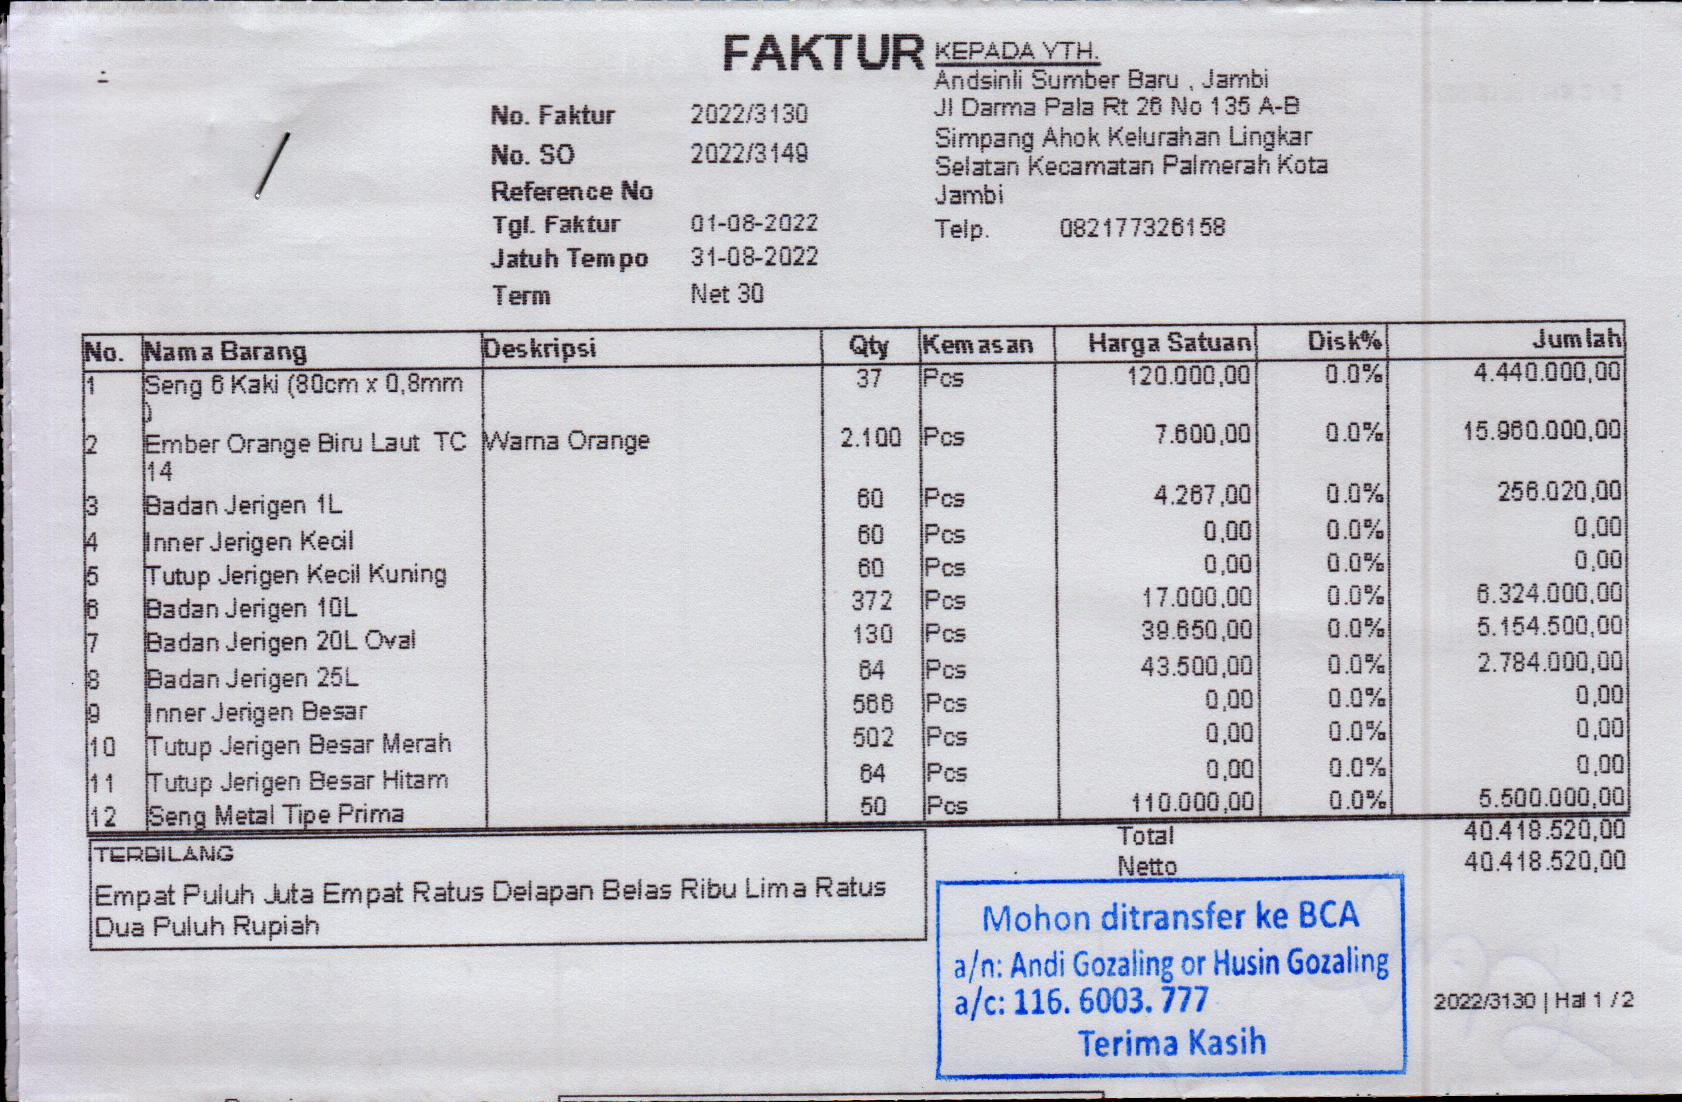 FAKTUR
KEPADA YTH.
Andsinli Sumber Baru , Jambi
Jl Darma Pala Rt 26 No 135 A-B
Simpang Ahok Kelurahan Lingkar
Selatan Kecamatan Palmerah Kota
Jambi
Telp. 082177326158
No. Faktur 2022/3130
No. SO 2022/3149
Reference No
Tgl. Faktur 01-08-2022
Jatuh Tempo 31-08-2022
Term Net 30
No. Nama Barang Deskripsi Qty Kemasan Harga Satuan Disk% Jumlah
1 Seng 6 Kaki (80cm x 0,8mm 37 Pcs 120.000,00 0.0% 4.440.000,00
)
2 Ember Orange Biru Laut TC Warna Orange 2.100 Pcs 7.600,00 0.0% 15.960.000,00
14
3 Badan Jerigen 1L 60 Pcs 4.267,00 0.0% 256.020,00
4 Inner Jerigen Kecil 60 Pcs 0,00 0.0% 0,00
5 Tutup Jerigen Kecil Kuning 60 Pcs 0,00 0.0% 0,00
6 Badan Jerigen 10L 372 Pcs 17.000,00 0.0% 6.324.000,00
7 Badan Jerigen 20L Oval 130 Pcs 39.650,00 0.0% 5.154.500,00
8 Badan Jerigen 25L 64 Pcs 43.500,00 0.0% 2.784.000,00
9 Inner Jerigen Besar 566 Pcs 0,00 0.0% 0,00
10 Tutup Jerigen Besar Merah 502 Pcs 0,00 0.0% 0,00
11 Tutup Jerigen Besar Hitam 64 Pcs 0,00 0.0% 0,00
12 Seng Metal Tipe Prima 50 Pcs 110.000,00 0.0% 5.500.000,00
Total 40.418.520,00
Netto 40.418.520,00
TERBILANG
Empat Puluh Juta Empat Ratus Delapan Belas Ribu Lima Ratus
Dua Puluh Rupiah
Mohon ditransfer ke BCA
a/n: Andi Gozaling or Husin Gozaling
a/c: 116. 6003. 777
Terima Kasih
2022/3130 | Hal 1 / 2